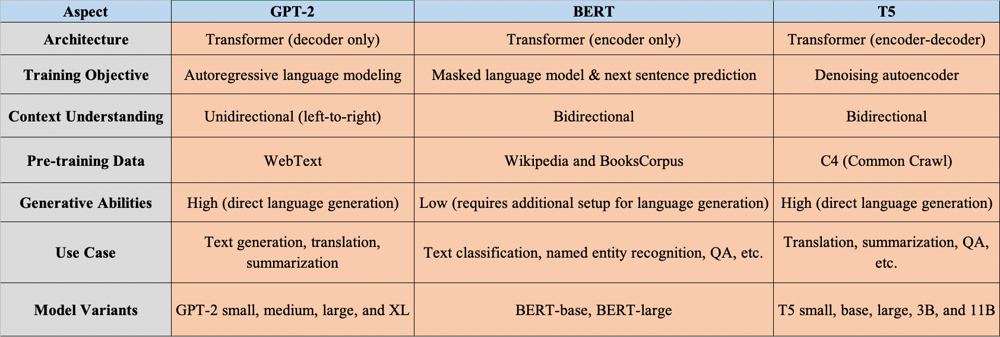 Aspect GPT-2 BERT T5
Architecture Transformer (decoder only) Transformer (encoder only) Transformer (encoder-decoder)
Training Objective Autoregressive language modeling Masked language model & next sentence prediction Denoising autoencoder
Context Understanding Unidirectional (left-to-right) Bidirectional Bidirectional
Pre-training Data WebText Wikipedia and BooksCorpus C4 (Common Crawl)
Generative Abilities High (direct language generation) Low (requires additional setup for language generation) High (direct language generation)
Use Case Text generation, translation,
summarization Text classification, named entity recognition, QA, etc. Translation, summarization, QA,
etc.
Model Variants GPT-2 small, medium, large, and XL BERT-base, BERT-large T5 small, base, large, 3B, and 11B